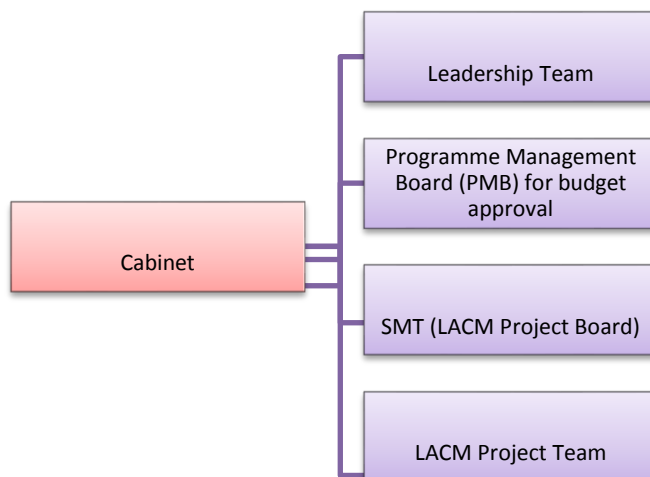 Leadership Team
Programme Management
Board (PMB) for budget
approval
Cabinet
SMT (LACM Project Board)
LACM Project Team